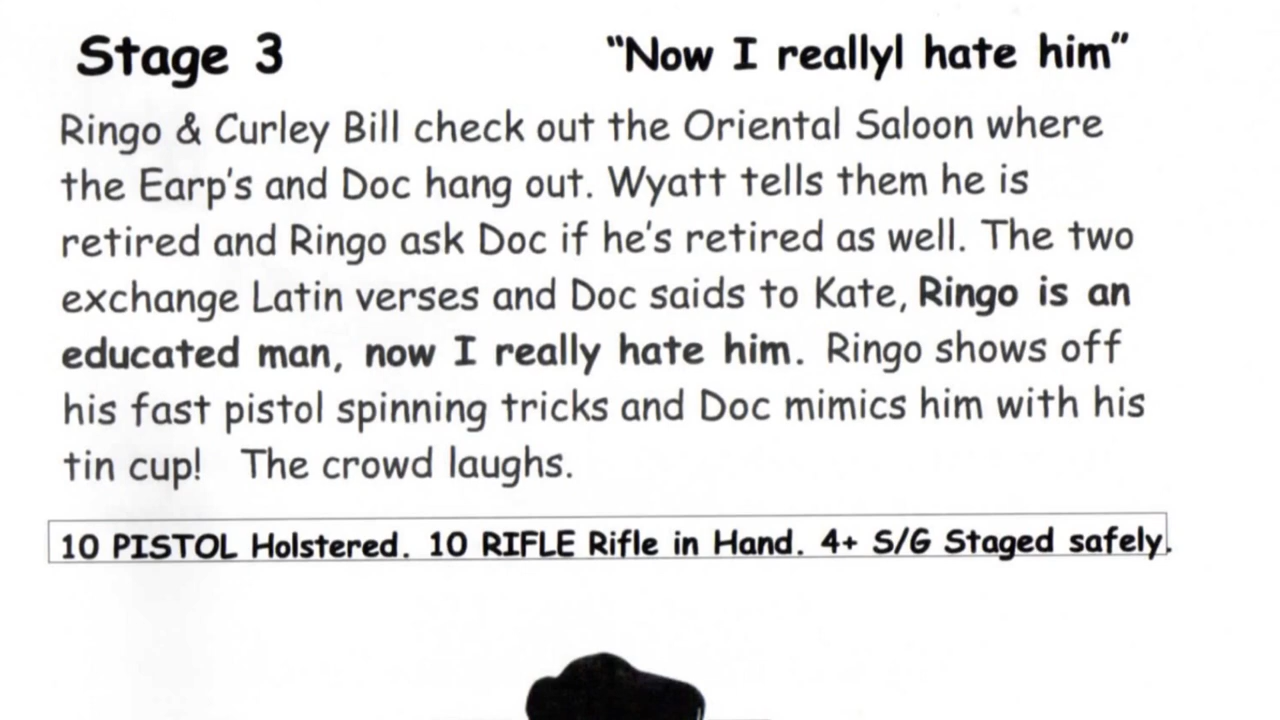 Stage 3 “Now I reallyl hate him”
Ringo & Curley Bill check out the Oriental Saloon where
the Earp's and Doc hang out. Wyatt tells them he is
retired and Ringo ask Doc if he's retired as well. The two
exchange Latin verses and Doc saids to Kate, Ringo is an
educated man, now I really hate him. Ringo shows off
his fast pistol spinning tricks and Doc mimics him with his
tin cup! The crowd laughs.
10 PISTOL Holstered. 10 RIFLE Rifle in Hand. 4+ S/G Staged safely.